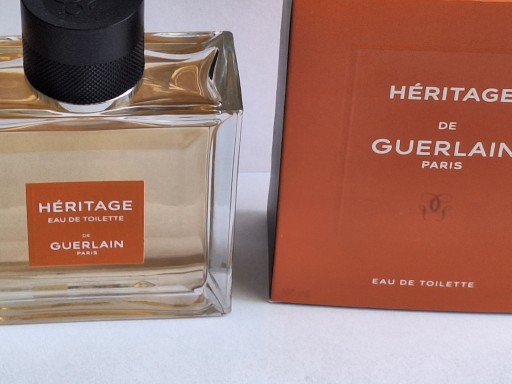 HÉRITAGE
EAU DE TOILETTE
DE
GUERLAIN
PARIS
HÉRITAGE
DE
GUERLAIN
PARIS
EAU DE TOILETTE